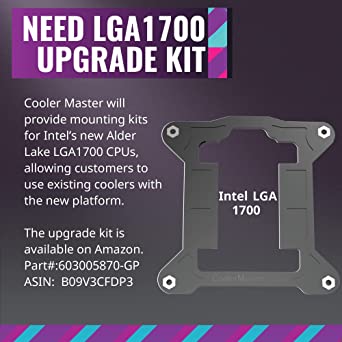 NEED LGA1700
UPGRADE KIT
Cooler Master will
provide mounting kits
for Intel's new Alder
Lake LGA1700 CPUs,
allowing customers to
use existing coolers with
the new platform.
The upgrade kit is
available on Amazon.
Part#:603005870-GP
ASIN: B09V3CFDP3
Intel LGA
1700
CoolerMaster